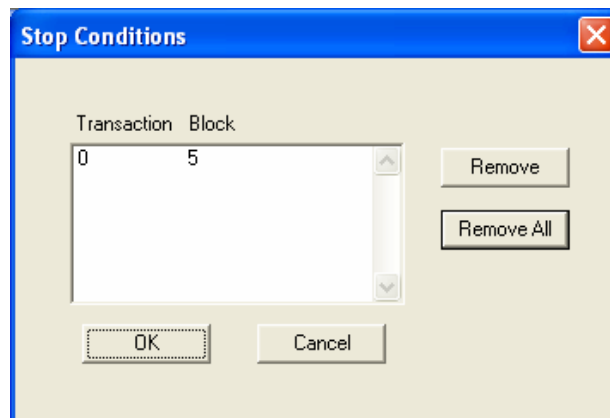 Stop Conditions
Transaction Block
0 5
Remove
Remove All
OK Cancel